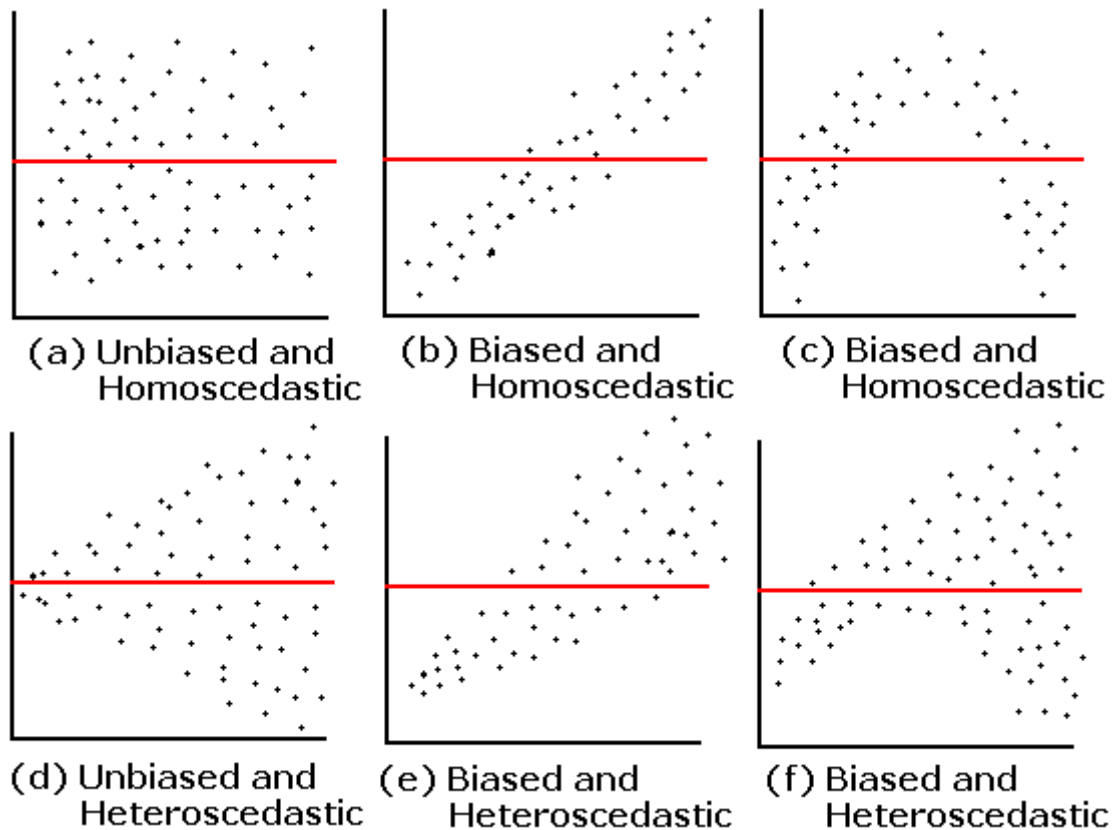 (a) Unbiased and
Homoscedastic
(b) Biased and
Homoscedastic
(c) Biased and
Homoscedastic
(d) Unbiased and
Heteroscedastic
(e) Biased and
Heteroscedastic
(f) Biased and
Heteroscedastic